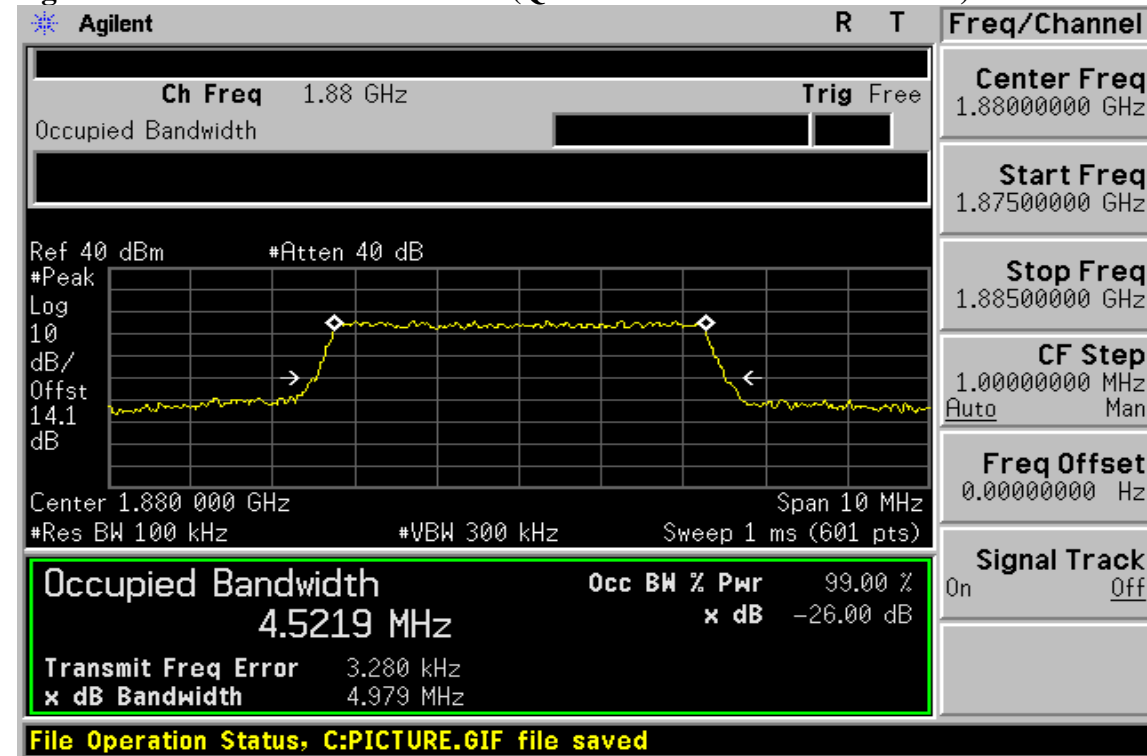 Agilent R T
Freq/Channel
Ch Freq 1.88 GHz Trig Free
Occupied Bandwidth
Center Freq
1.88000000 GHz
Start Freq
1.87500000 GHz
Stop Freq
1.88500000 GHz
CF Step
1.00000000 MHz
Auto Man
Freq Offset
0.00000000 Hz
Signal Track
On Off
Ref 40 dBm #Atten 40 dB
#Peak
Log
10
dB/
Offst
14.1
dB
Center 1.880 000 GHz Span 10 MHz
#Res BW 100 kHz #VBW 300 kHz Sweep 1 ms (601 pts)
Occupied Bandwidth Occ BW % Pwr 99.00 %
4.5219 MHz x dB -26.00 dB
Transmit Freq Error 3.280 kHz
x dB Bandwidth 4.979 MHz
File Operation Status, C:PICTURE.GIF file saved